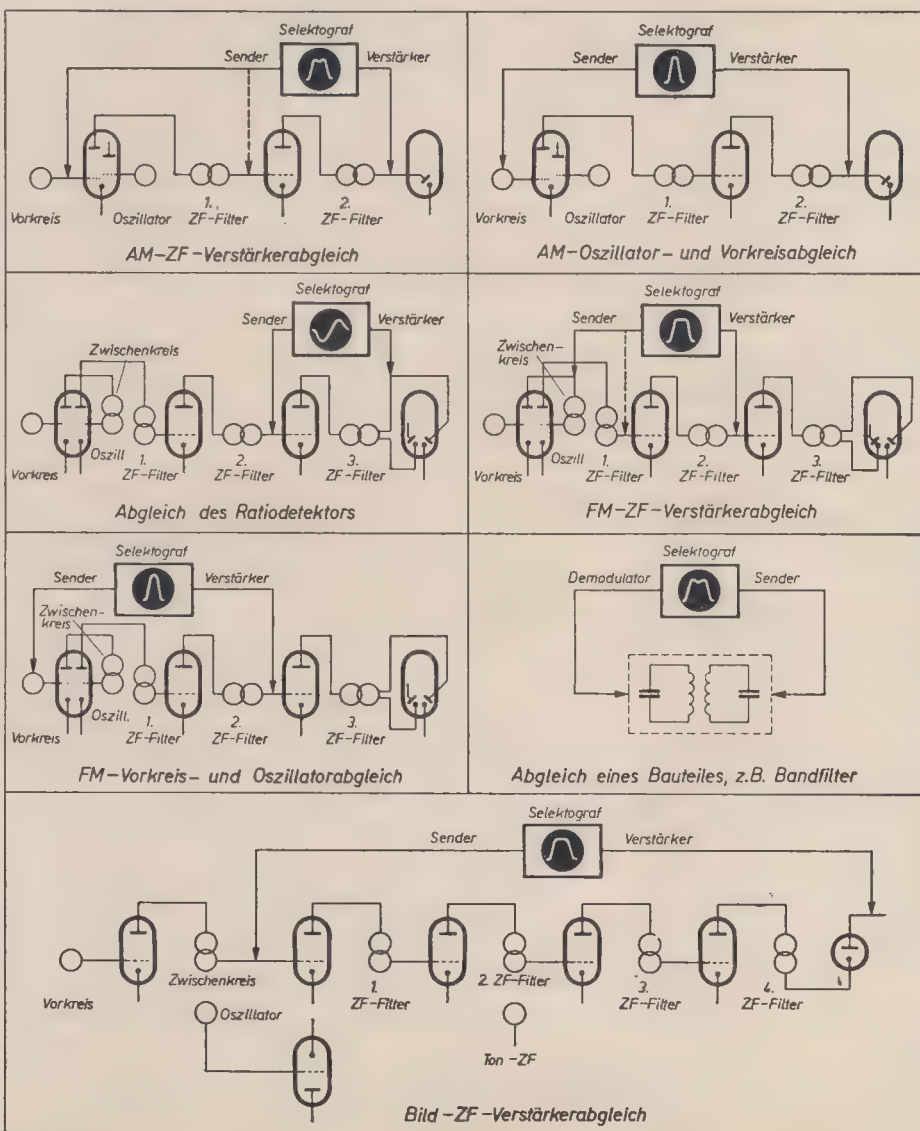 Selektograf
Sender
Verstärker
Vorkreis
Oszillator
1.
ZF-Filter
2.
ZF-Filter
AM-ZF-Verstärkerabgleich
Selektograf
Sender
Verstärker
Vorkreis
Oszillator
1.
ZF-Filter
2.
ZF-Filter
AM-Oszillator- und Vorkreisabgleich
Selektograf
Sender
Verstärker
Zwischenkreis
Vorkreis
Oszill
1.
ZF-Filter
2.
ZF-Filter
3.
ZF-Filter
Abgleich des Ratiodetektors
Selektograf
Sender
Verstärker
Zwischen-
kreis
Vorkreis
Oszill
1.
ZF-Filter
2.
ZF-Filter
3.
ZF-Filter
FM-ZF-Verstärkerabgleich
Selektograf
Sender
Verstärker
Zwischen-
kreis
Vorkreis
Oszill.
1.
ZF-Filter
2.
ZF-Filter
3.
ZF-Filter
FM-Vorkreis- und Oszillatorabgleich
Selektograf
Demodulator
Sender
Abgleich eines Bauteiles, z.B. Bandfilter
Selektograf
Sender
Verstärker
Vorkreis
Zwischenkreis
Oszillator
1.
ZF-Filter
2. ZF-Filter
Ton-ZF
3.
ZF-Filter
4.
ZF-Filter
Bild-ZF-Verstärkerabgleich